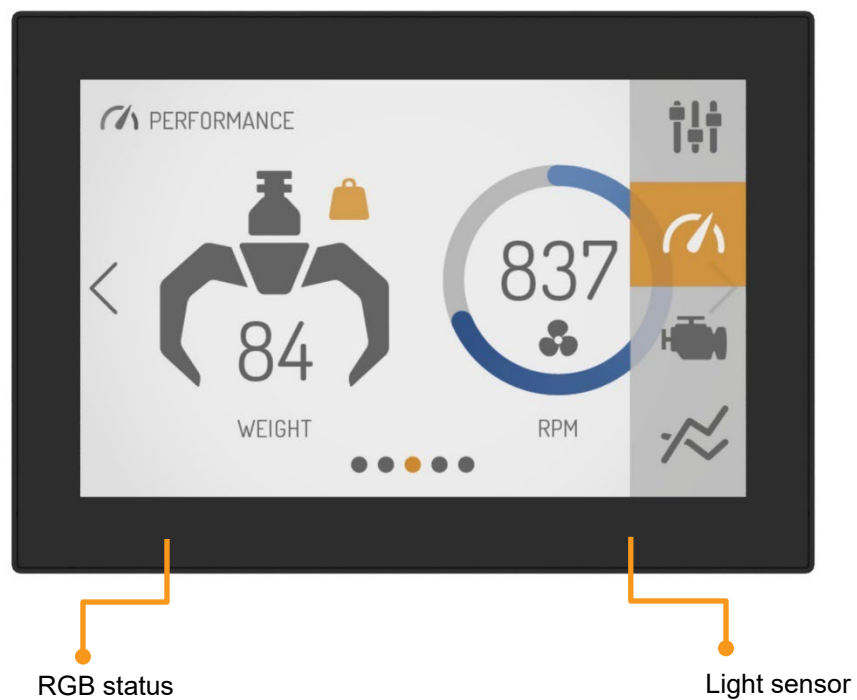 PERFORMANCE
837
84
WEIGHT
RPM
RGB status
Light sensor